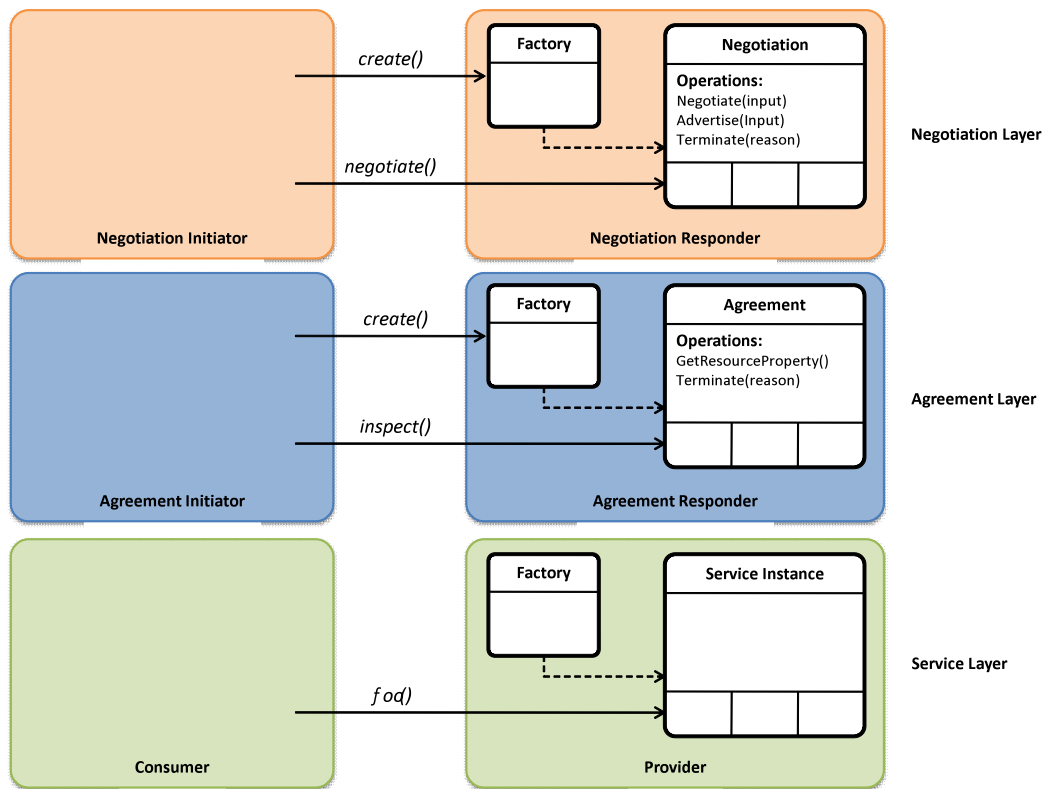 Factory
Negotiation
create()
Operations:
Negotiate(input)
Advertise(Input)
Terminate(reason)
Negotiation Layer
negotiate()
Negotiation Initiator
Negotiation Responder
Factory
Agreement
create()
Operations:
GetResourceProperty()
Terminate(reason)
Agreement Layer
inspect()
Agreement Initiator
Agreement Responder
Factory
Service Instance
Service Layer
foo()
Consumer
Provider